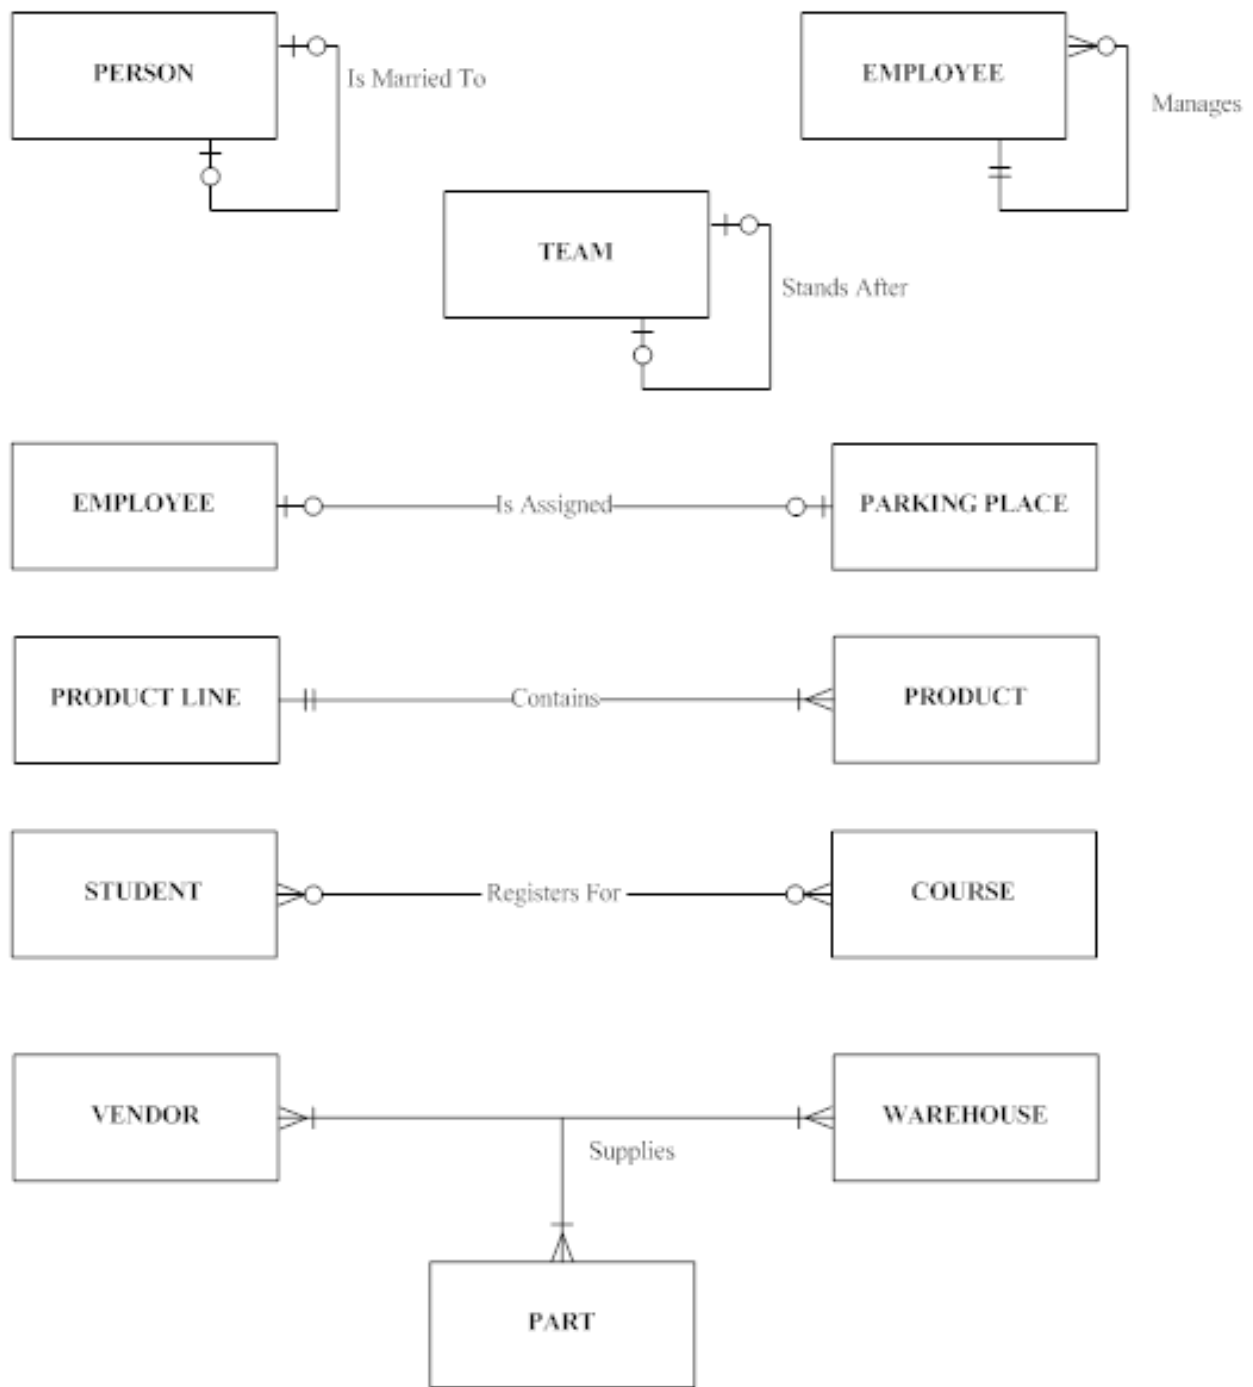 PERSON
Is Married To
EMPLOYEE
Manages
TEAM
Stands After
EMPLOYEE
Is Assigned
PARKING PLACE
PRODUCT LINE
Contains
PRODUCT
STUDENT
Registers For
COURSE
VENDOR
Supplies
WAREHOUSE
PART